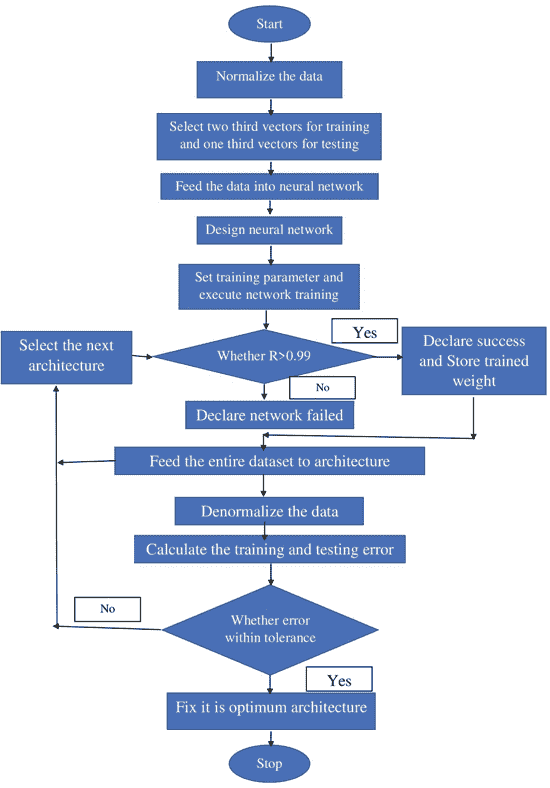 Start
Normalize the data
Select two third vectors for training
and one third vectors for testing
Feed the data into neural network
Design neural network
Set training parameter and
execute network training
Select the next
architecture
Whether R>0.99
Yes
Declare success
and Store trained
weight
No
Declare network failed
Feed the entire dataset to architecture
Denormalize the data
Calculate the training and testing error
No
Whether error
within tolerance
Yes
Fix it is optimum architecture
Stop